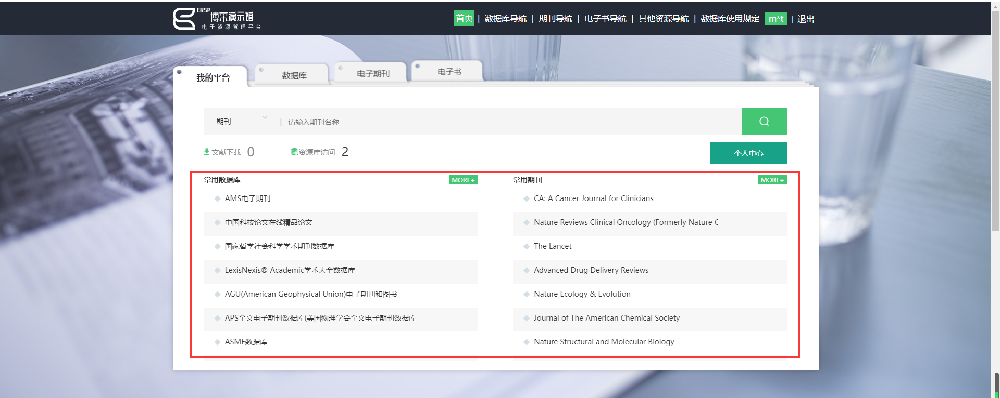 ERSP 博采演示馆
电子资源管理平台
首页 | 数据库导航 | 期刊导航 | 电子书导航 | 其他资源导航 | 数据库使用规定 m*t | 退出
我的平台 数据库 电子期刊 电子书
期刊 | 请输入期刊名称
文献下载 0 资源库访问 2 个人中心
常用数据库 MORE+
AMS电子期刊
中国科技论文在线精品论文
国家哲学社会科学学术期刊数据库
LexisNexis® Academic学术大全数据库
AGU(American Geophysical Union)电子期刊和图书
APS全文电子期刊数据库(美国物理学会全文电子期刊数据库
ASME数据库
常用期刊 MORE+
CA: A Cancer Journal for Clinicians
Nature Reviews Clinical Oncology (Formerly Nature C
The Lancet
Advanced Drug Delivery Reviews
Nature Ecology & Evolution
Journal of The American Chemical Society
Nature Structural and Molecular Biology